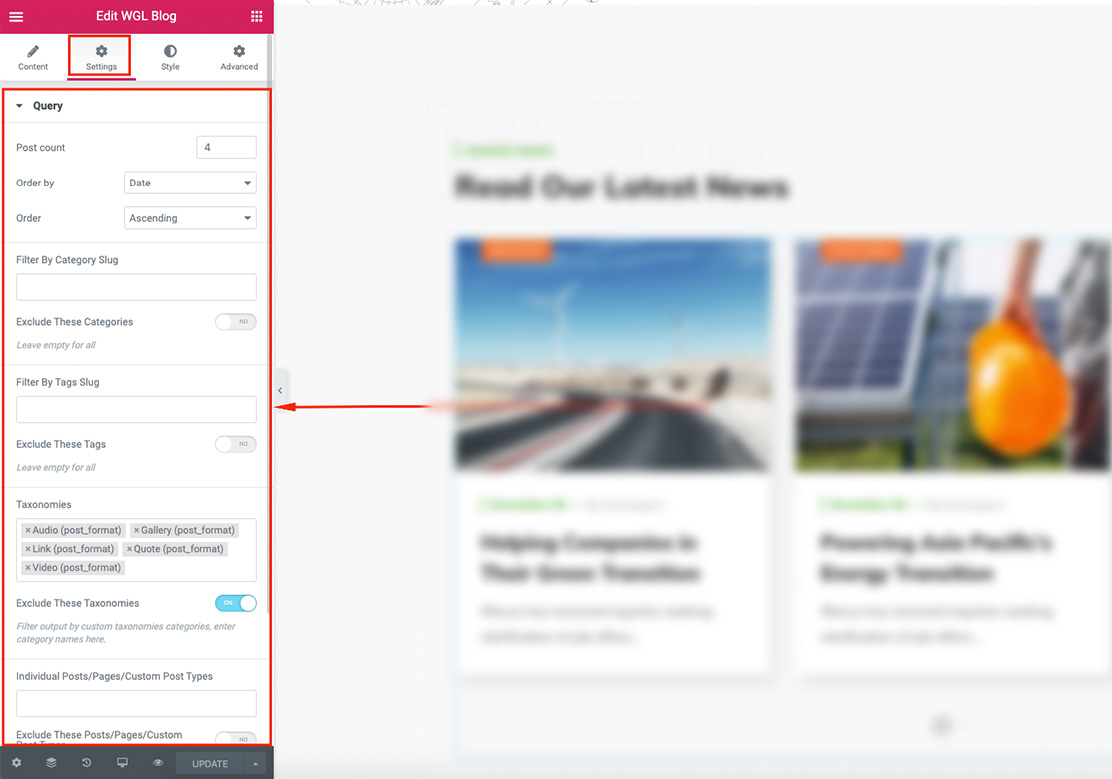 Edit WGL Blog
Content Settings Style Advanced
Query
Post count 4
Order by Date
Order Ascending
Filter By Category Slug
Exclude These Categories NO
Leave empty for all
Filter By Tags Slug
Exclude These Tags NO
Leave empty for all
Taxonomies
×Audio (post_format) ×Gallery (post_format)
×Link (post_format) ×Quote (post_format)
×Video (post_format)
Exclude These Taxonomies ON
Filter output by custom taxonomies categories, enter
category names here.
Individual Posts/Pages/Custom Post Types
Exclude These Posts/Pages/Custom NO
Post Types
UPDATE
BLOG
Read Our Latest News
Helping Companies in
Their Green Transition
Powering Asia Pacific's
Energy Transition